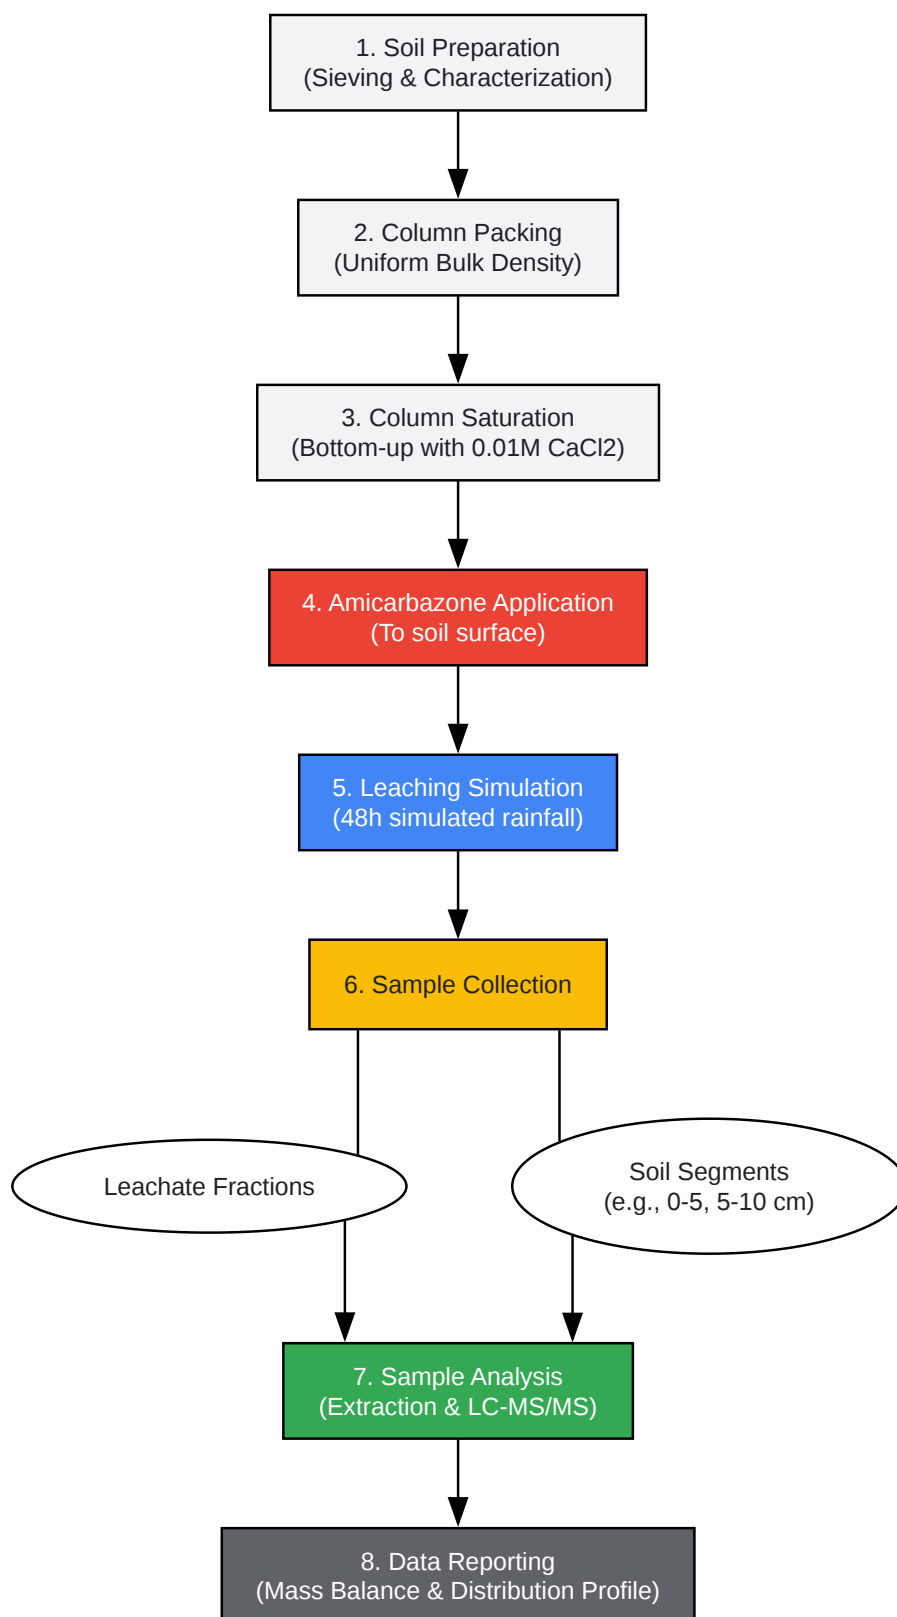 1. Soil Preparation
(Sieving & Characterization)
2. Column Packing
(Uniform Bulk Density)
3. Column Saturation
(Bottom-up with 0.01M CaCl2)
4. Amicarbazone Application
(To soil surface)
5. Leaching Simulation
(48h simulated rainfall)
6. Sample Collection
Leachate Fractions
Soil Segments
(e.g., 0-5, 5-10 cm)
7. Sample Analysis
(Extraction & LC-MS/MS)
8. Data Reporting
(Mass Balance & Distribution Profile)